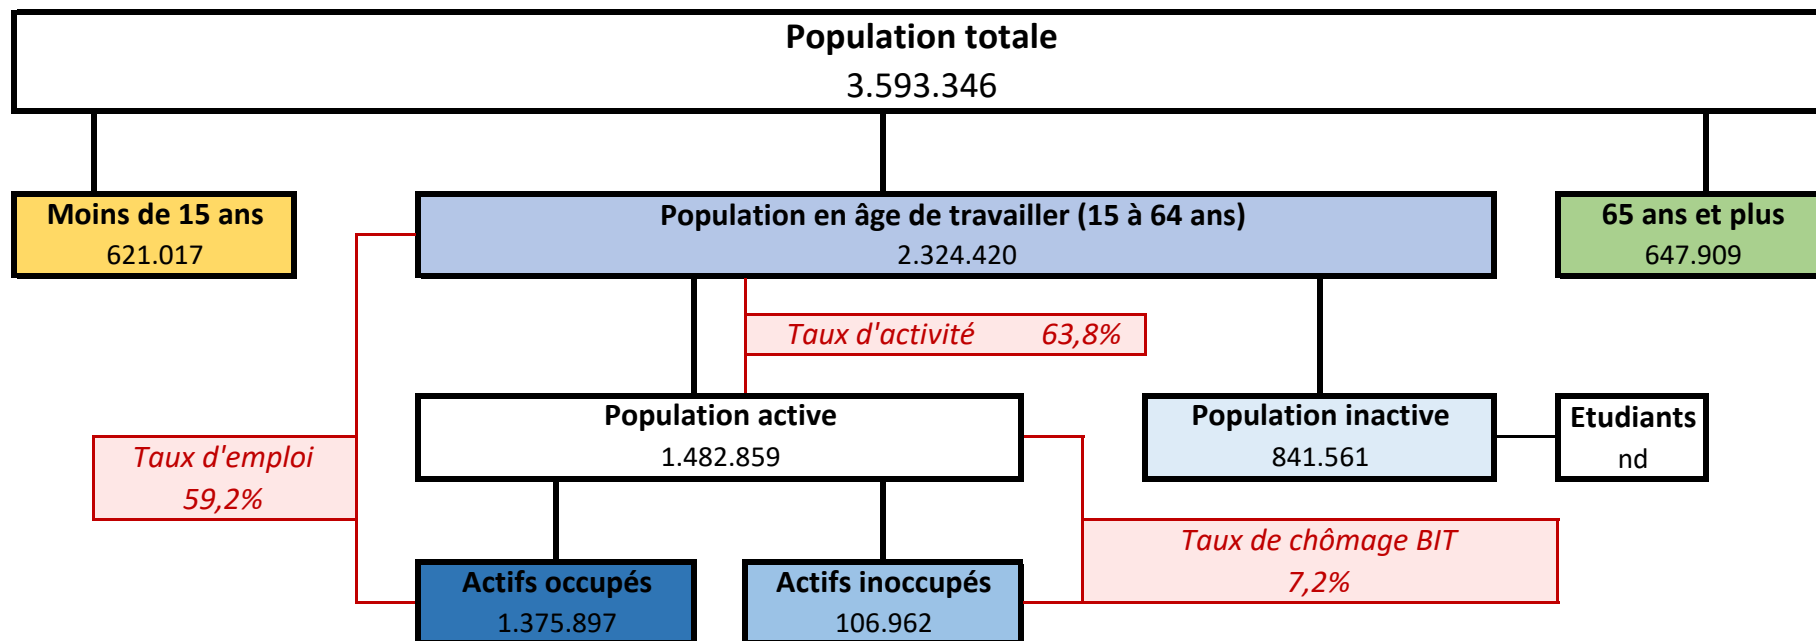 Population totale
3.593.346
Moins de 15 ans
621.017
Population en âge de travailler (15 à 64 ans)
2.324.420
65 ans et plus
647.909
Taux d'activité 63,8%
Population active
1.482.859
Population inactive
841.561
Etudiants
nd
Taux d'emploi
59,2%
Taux de chômage BIT
7,2%
Actifs occupés
1.375.897
Actifs inoccupés
106.962